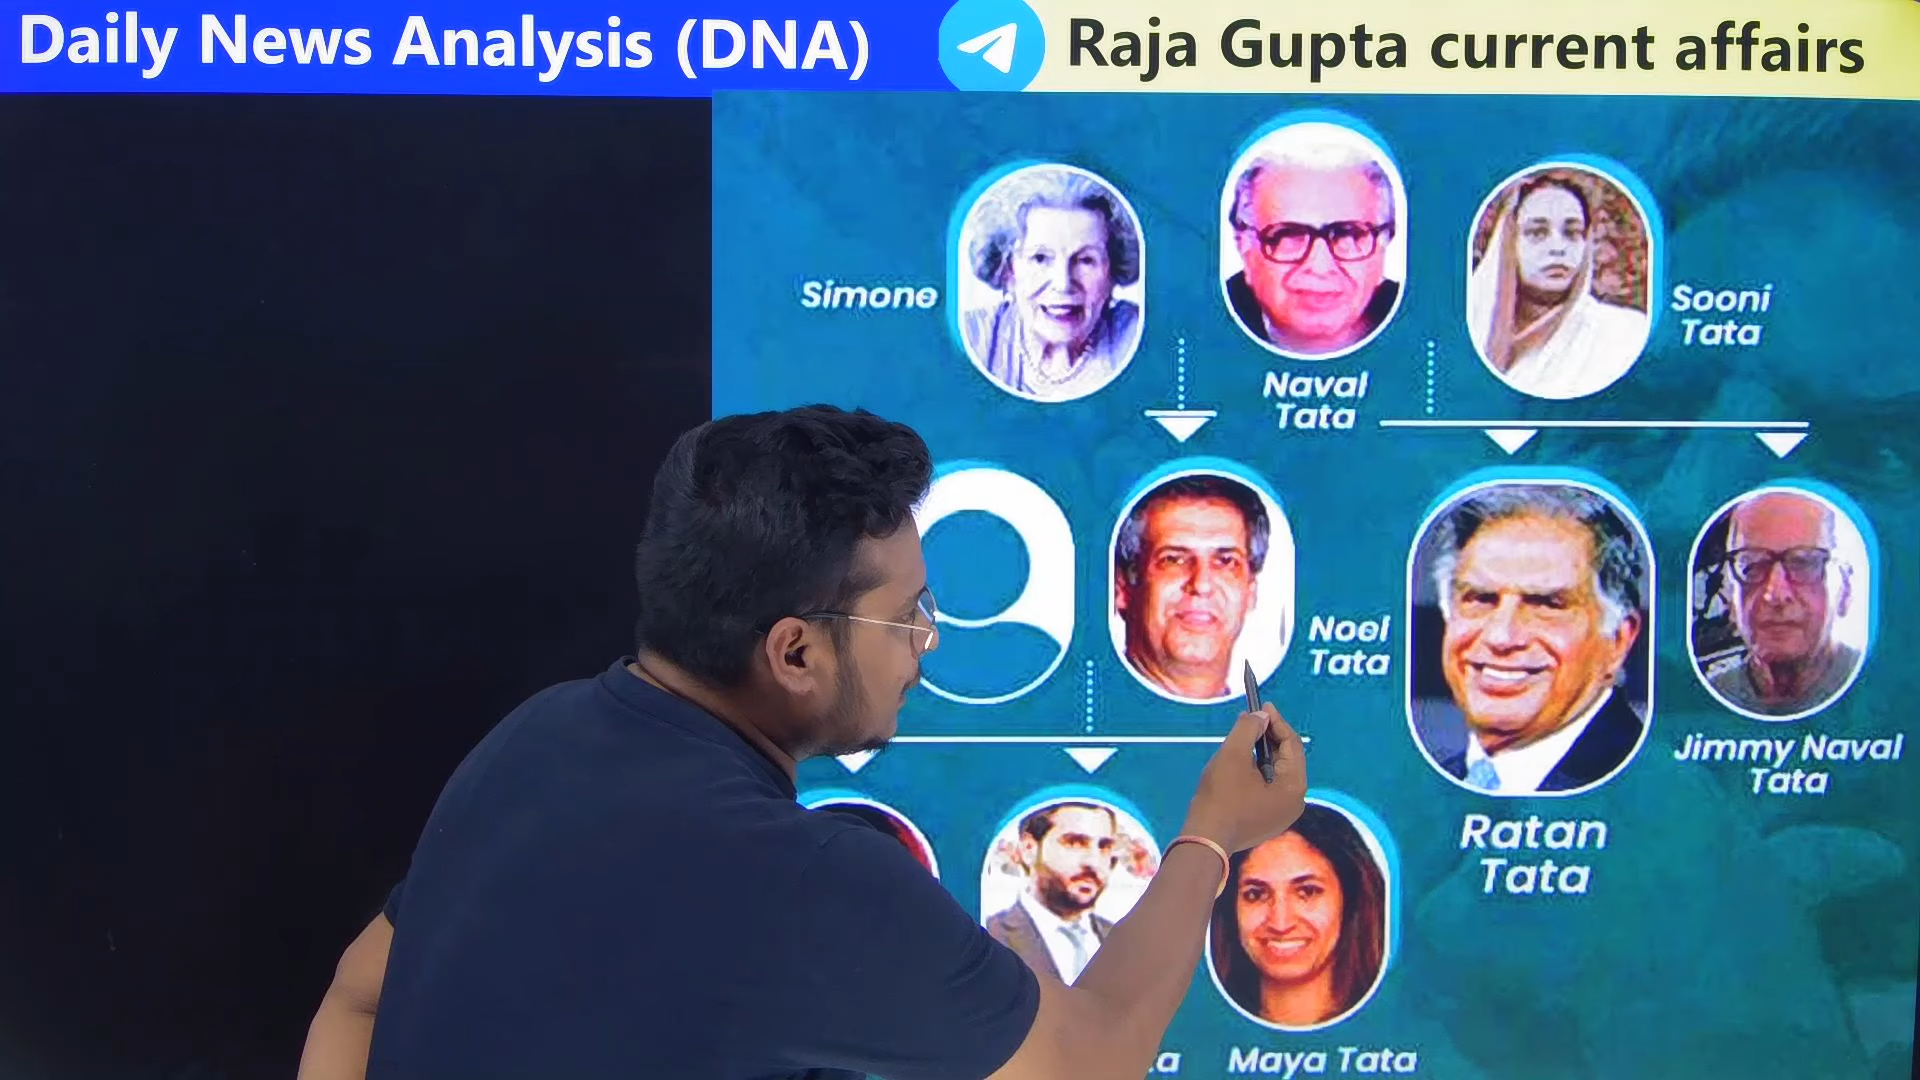 Daily News Analysis (DNA)
Raja Gupta current affairs
Simone
Naval
Tata
Sooni
Tata
Noel
Tata
Jimmy Naval
Tata
Ratan
Tata
Maya Tata